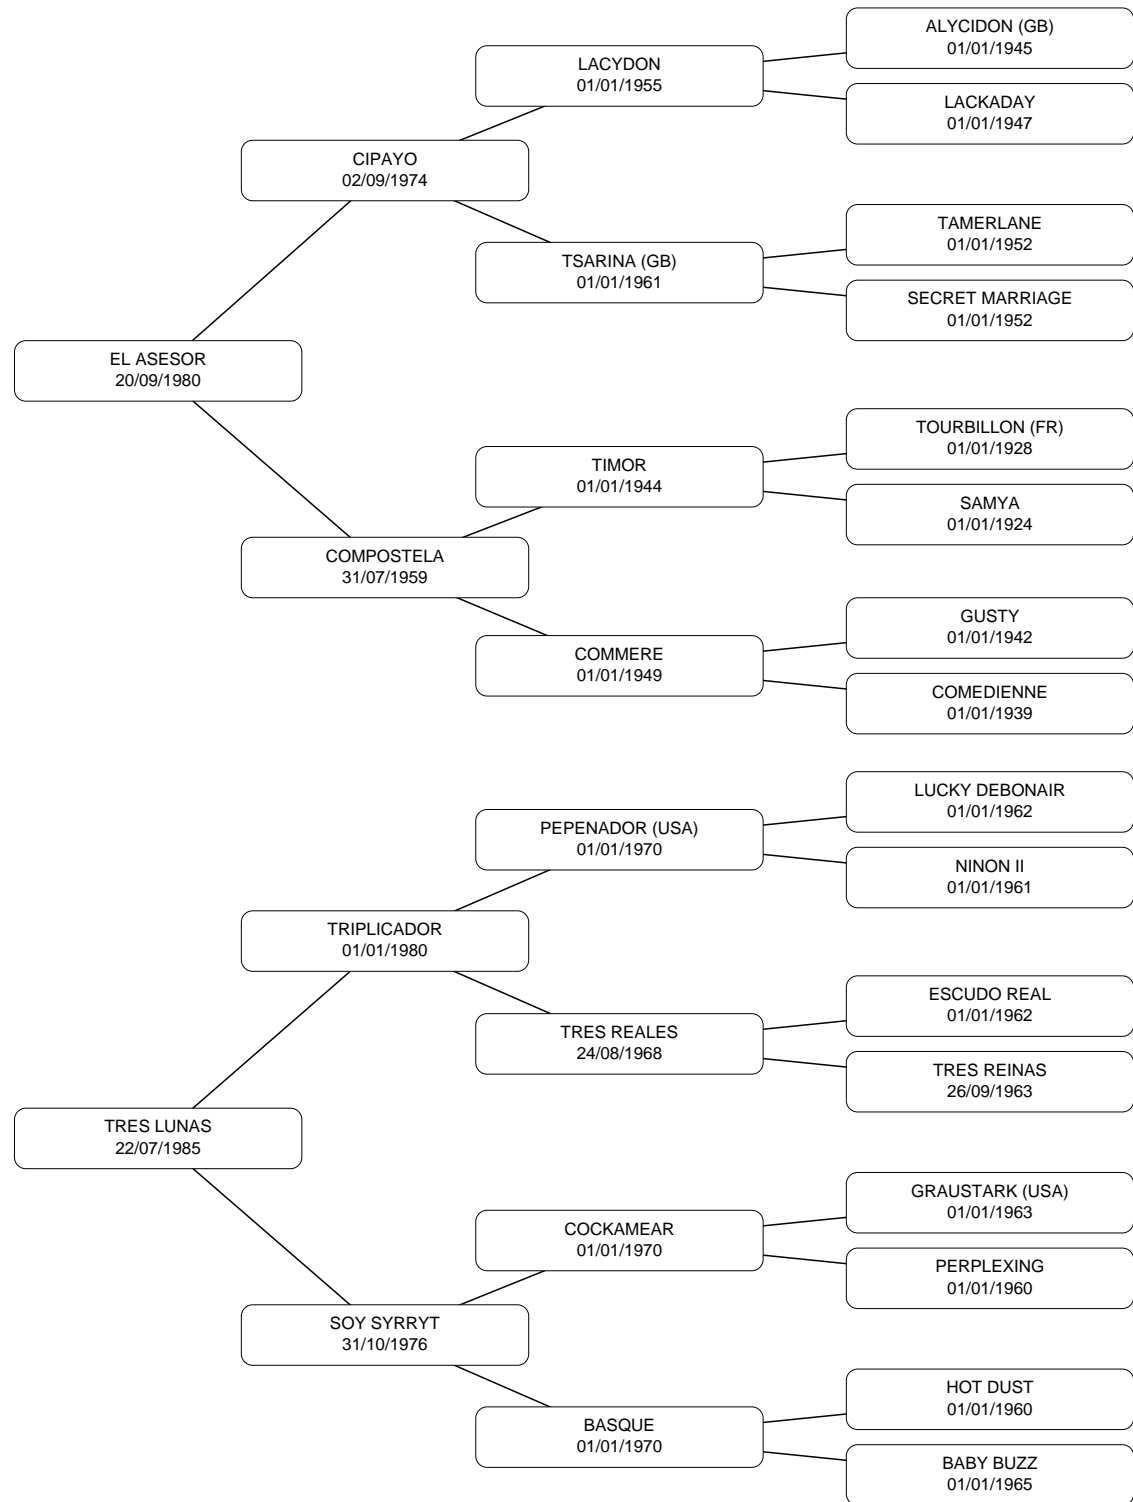 ALYCIDON (GB)
01/01/1945
LACYDON
01/01/1955
LACKADAY
01/01/1947
CIPAYO
02/09/1974
TAMERLANE
01/01/1952
TSARINA (GB)
01/01/1961
SECRET MARRIAGE
01/01/1952
EL ASESOR
20/09/1980
TOURBILLON (FR)
01/01/1928
TIMOR
01/01/1944
SAMYA
01/01/1924
COMPOSTELA
31/07/1959
GUSTY
01/01/1942
COMMERE
01/01/1949
COMEDIENNE
01/01/1939
LUCKY DEBONAIR
01/01/1962
PEPENADOR (USA)
01/01/1970
NINON II
01/01/1961
TRIPLICADOR
01/01/1980
ESCUDO REAL
01/01/1962
TRES REALES
24/08/1968
TRES REINAS
26/09/1963
TRES LUNAS
22/07/1985
GRAUSTARK (USA)
01/01/1963
COCKAMEAR
01/01/1970
PERPLEXING
01/01/1960
SOY SYRRYT
31/10/1976
HOT DUST
01/01/1960
BASQUE
01/01/1970
BABY BUZZ
01/01/1965